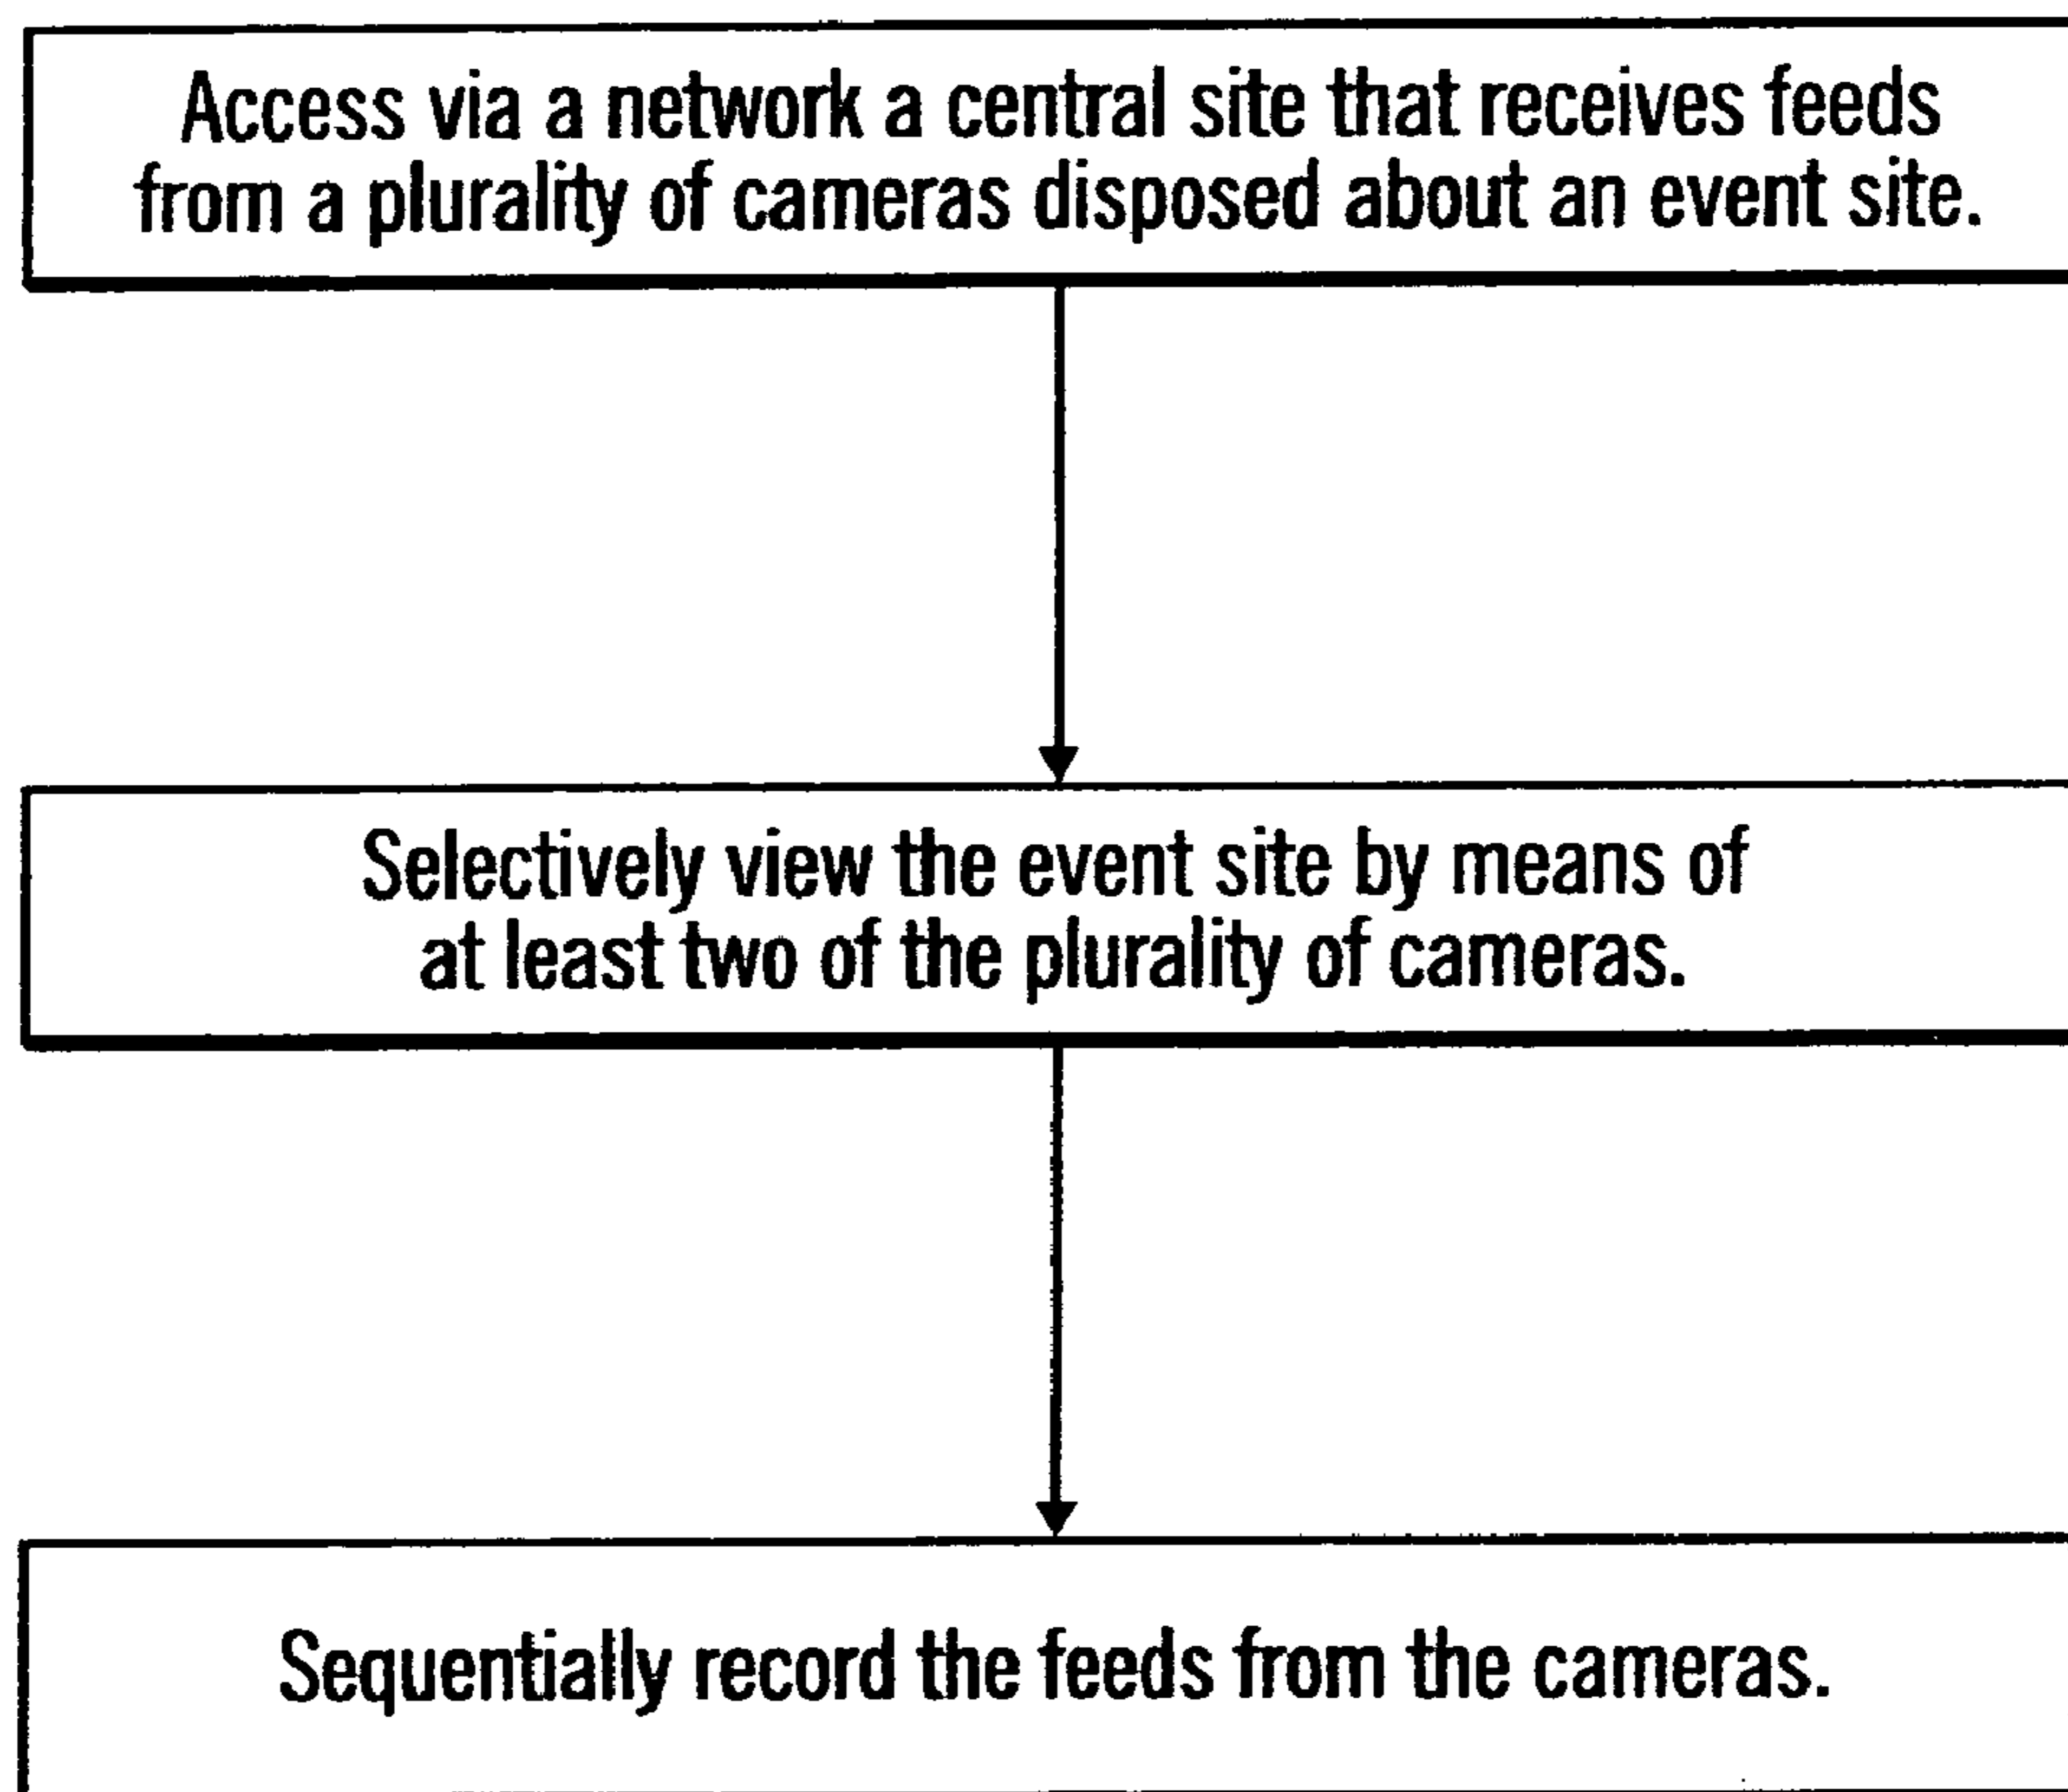 Access via a network a central site that receives feeds
from a plurality of cameras disposed about an event site.
Selectively view the event site by means of
at least two of the plurality of cameras.
Sequentially record the feeds from the cameras.